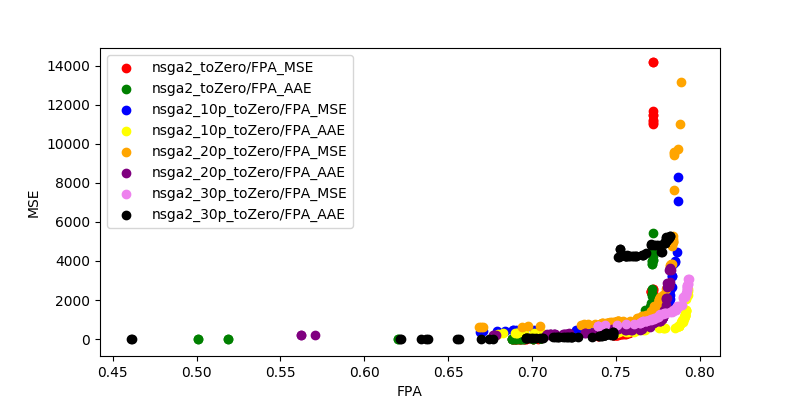 14000
12000
10000
8000
6000
4000
2000
0
MSE
nsga2_toZero/FPA_MSE
nsga2_toZero/FPA_AAE
nsga2_10p_toZero/FPA_MSE
nsga2_10p_toZero/FPA_AAE
nsga2_20p_toZero/FPA_MSE
nsga2_20p_toZero/FPA_AAE
nsga2_30p_toZero/FPA_MSE
nsga2_30p_toZero/FPA_AAE
0.45 0.50 0.55 0.60 0.65 0.70 0.75 0.80
FPA